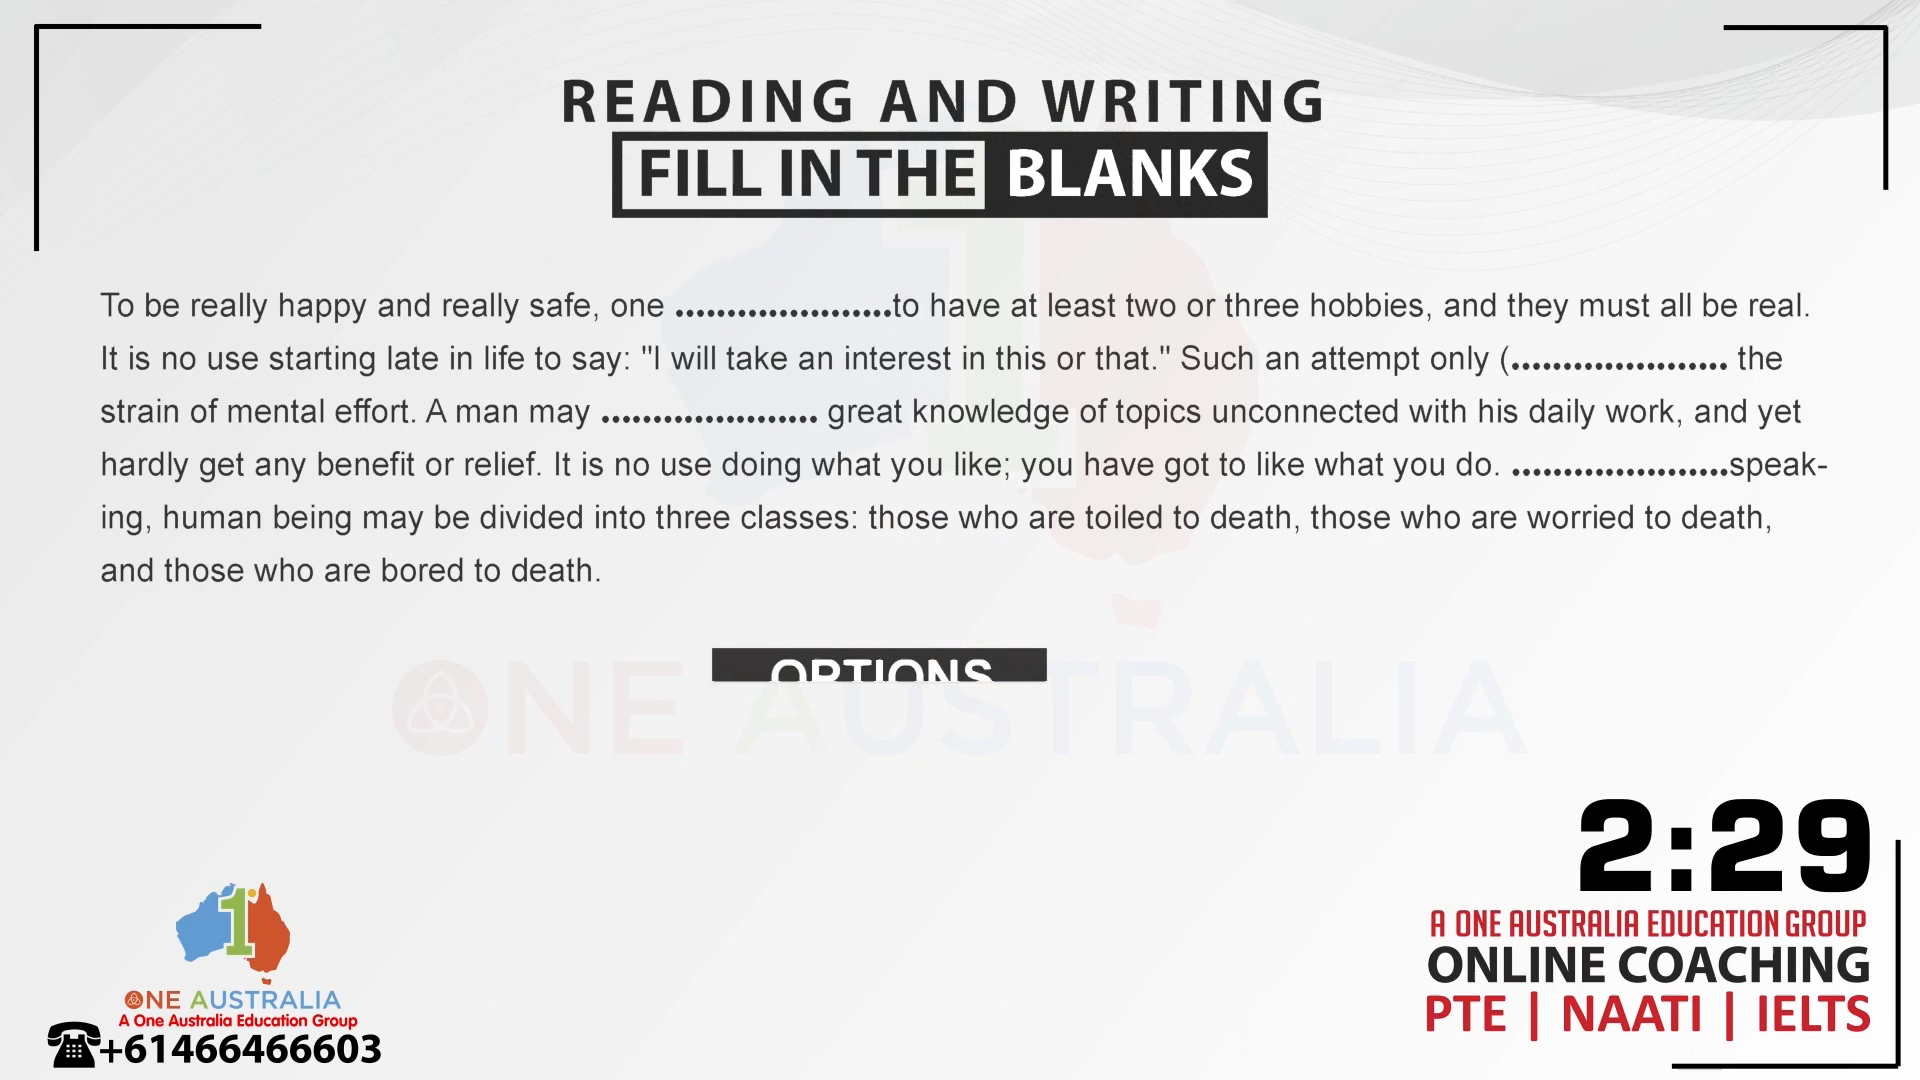 READING AND WRITING
FILL IN THE BLANKS
To be really happy and really safe, one .....................to have at least two or three hobbies, and they must all be real.
It is no use starting late in life to say: "I will take an interest in this or that." Such an attempt only (..................... the
strain of mental effort. A man may ..................... great knowledge of topics unconnected with his daily work, and yet
hardly get any benefit or relief. It is no use doing what you like; you have got to like what you do. .....................speak-
ing, human being may be divided into three classes: those who are toiled to death, those who are worried to death,
and those who are bored to death.
OPTIONS
ONE AUSTRALIA
2:29
A ONE AUSTRALIA EDUCATION GROUP
ONLINE COACHING
PTE | NAATI | IELTS
1
ONE AUSTRALIA
A One Australia Education Group
+61466466603